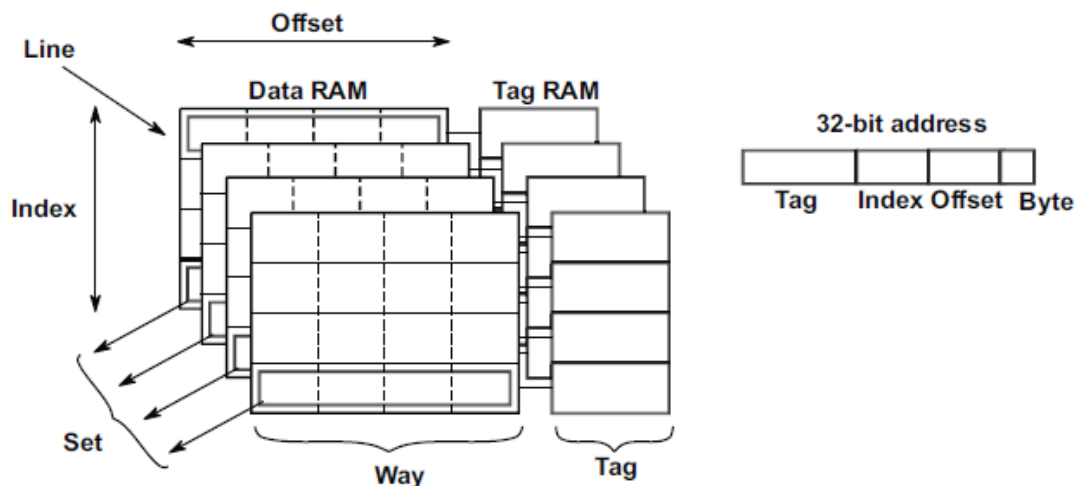 Offset
Line
Data RAM
Tag RAM
32-bit address
Index
Tag
Index
Offset
Byte
Set
Way
Tag